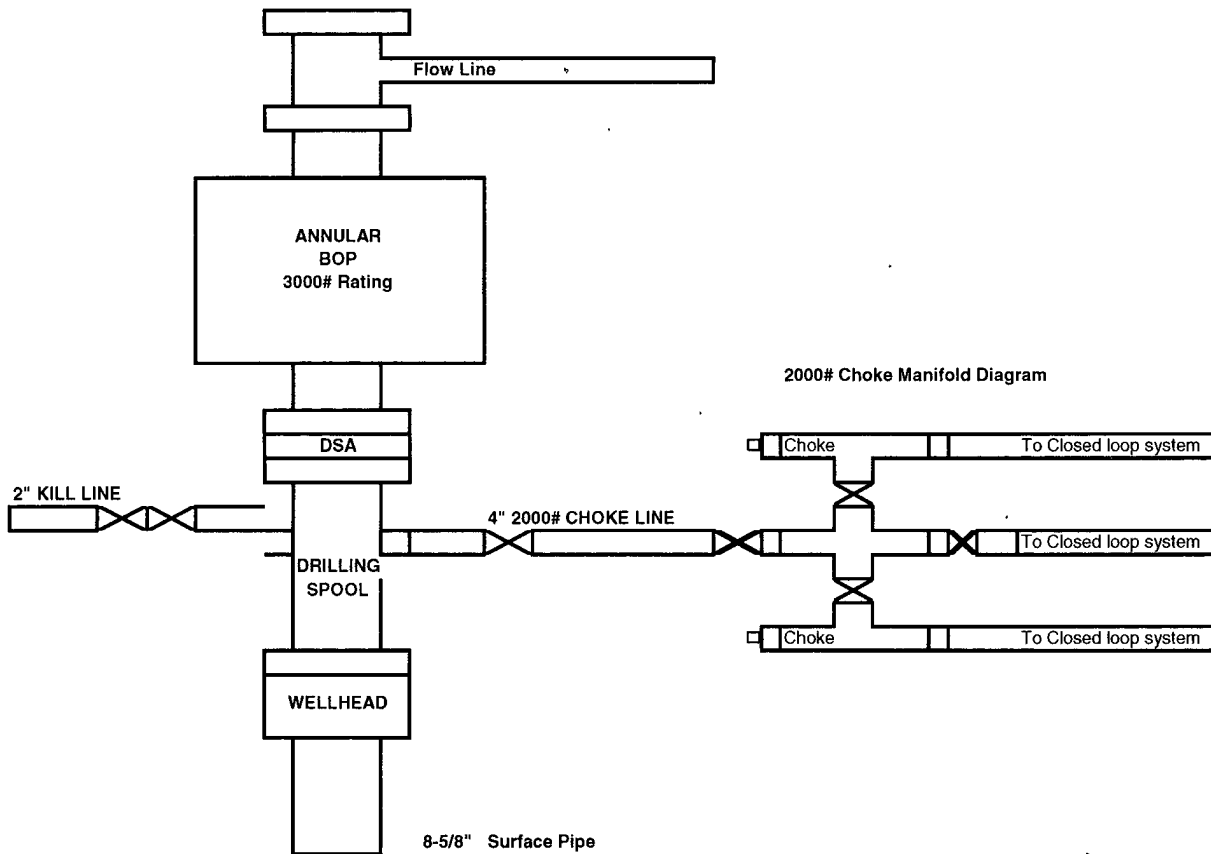 Flow Line
ANNULAR
BOP
3000# Rating
2000# Choke Manifold Diagram
DSA
Choke
To Closed loop system
2" KILL LINE
4" 2000# CHOKE LINE
To Closed loop system
DRILLING
SPOOL
Choke
To Closed loop system
WELLHEAD
8-5/8" Surface Pipe